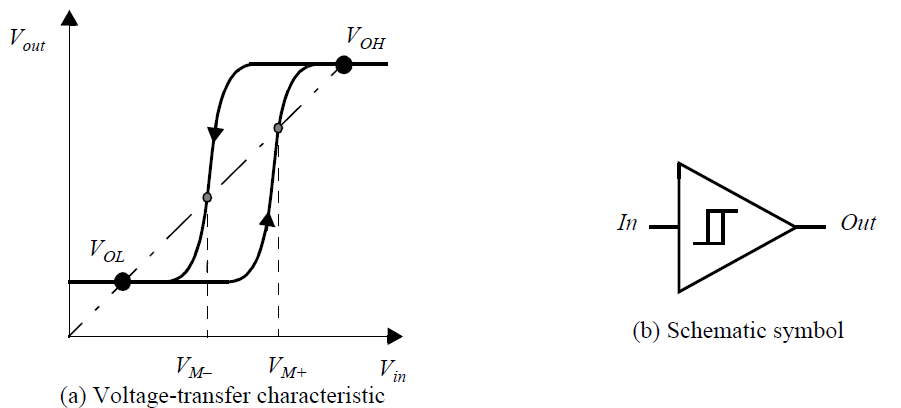 V_out
V_OH
V_OL
V_M−
V_M+
V_in
(a) Voltage-transfer characteristic
In
Out
(b) Schematic symbol